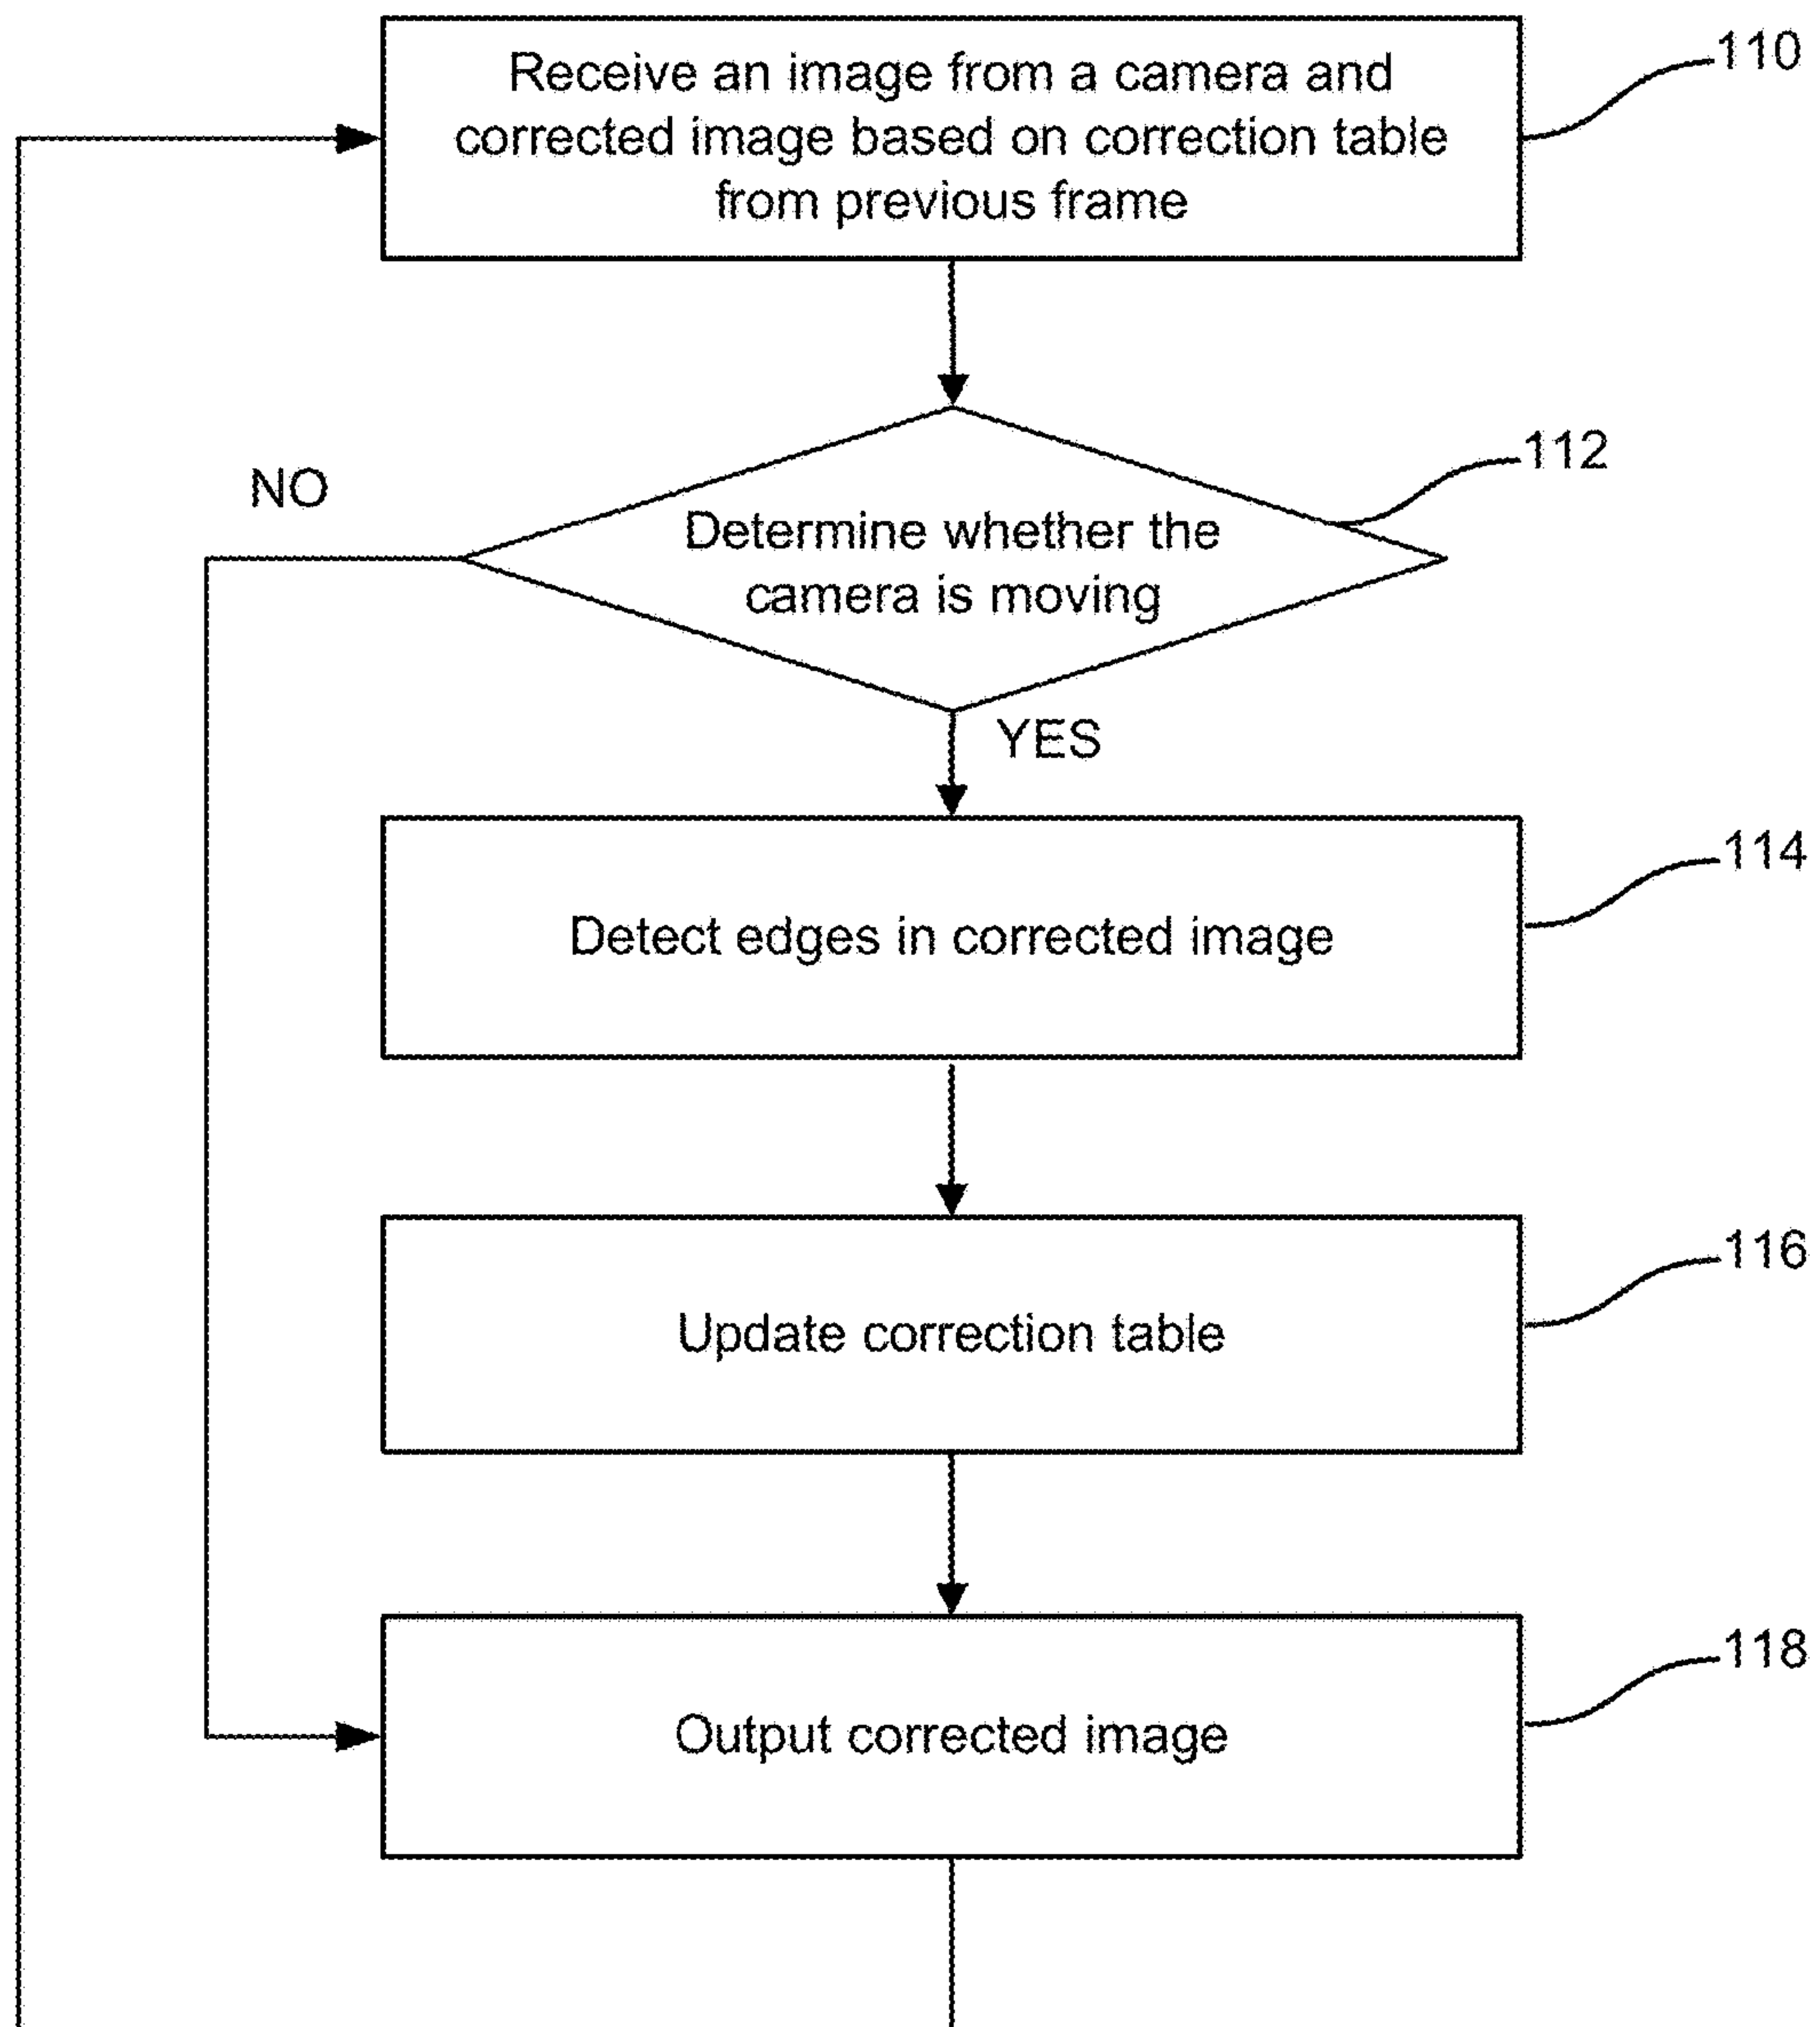 Receive an image from a camera and
corrected image based on correction table
from previous frame
110
NO
Determine whether the
camera is moving
112
YES
Detect edges in corrected image
114
Update correction table
116
Output corrected image
118